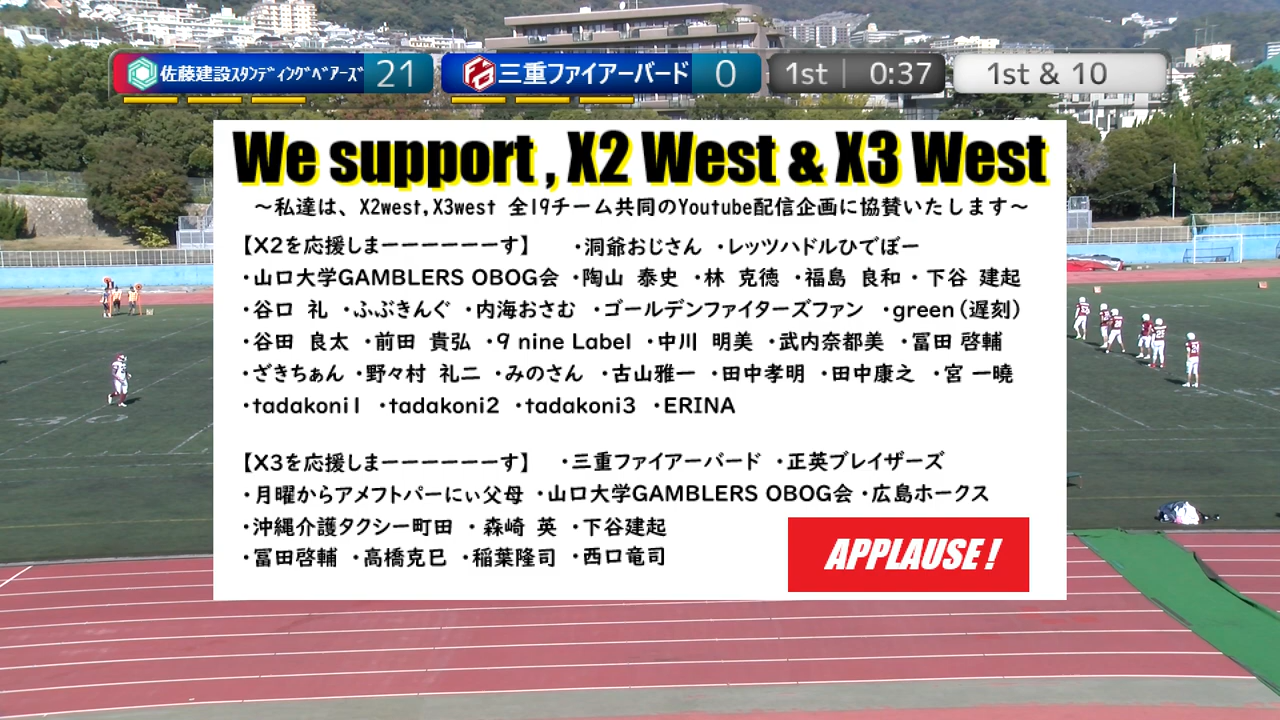 佐藤建設スタンディングベアーズ 21 三重ファイアーバード 0 1st 0:37 1st & 10
We support , X2 West & X3 West
～私達は、X2west,X3west 全19チーム共同のYoutube配信企画に協賛いたします～
【X2を応援しまーーーーーーす】 ・洞爺おじさん ・レッツハドルひでぽー
・山口大学GAMBLERS OBOG会 ・陶山 泰史 ・林 克徳 ・福島 良和 ・下谷 建起
・谷口 礼 ・ふぶきんぐ ・内海おさむ ・ゴールデンファイターズファン ・green(遅刻)
・谷田 良太 ・前田 貴弘 ・9 nine Label ・中川 明美 ・武内奈都美 ・冨田 啓輔
・ざきちぁん ・野々村 礼二 ・みのさん ・古山雅一 ・田中孝明 ・田中康之 ・宮 一曉
・tadakoni1 ・tadakoni2 ・tadakoni3 ・ERINA
【X3を応援しまーーーーーーす】 ・三重ファイアーバード ・正英ブレイザーズ
・月曜からアメフトパーにぃ父母 ・山口大学GAMBLERS OBOG会 ・広島ホークス
・沖縄介護タクシー町田 ・森崎 英 ・下谷建起
・冨田啓輔 ・高橋克巳 ・稲葉隆司 ・西口竜司
APPLAUSE!